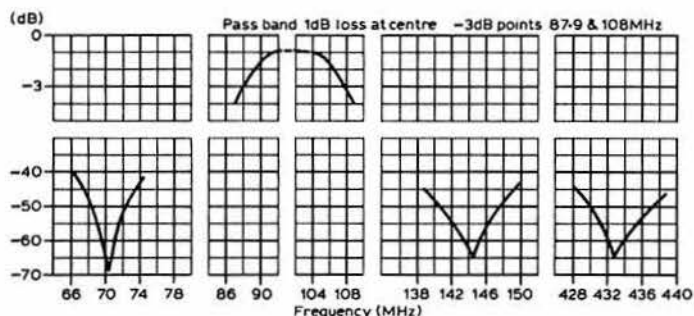 (dB)
Pass band 1dB loss at centre -3dB points 87·9 & 108MHz
0
-3
-40
-50
-60
-70
66 70 74 78 86 90 104 108 138 142 146 150 428 432 436 440
Frequency (MHz)